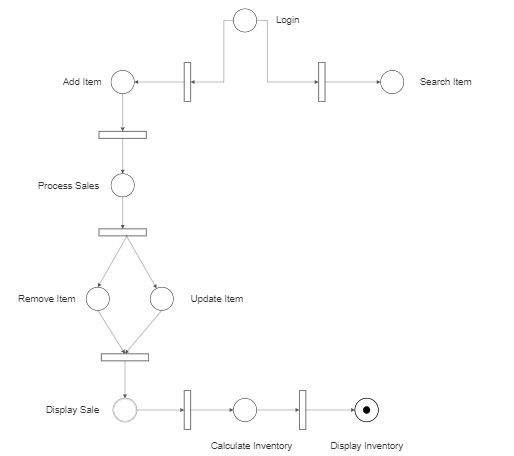 Login
Add Item
Search Item
Process Sales
Remove Item
Update Item
Display Sale
Calculate Inventory
Display Inventory